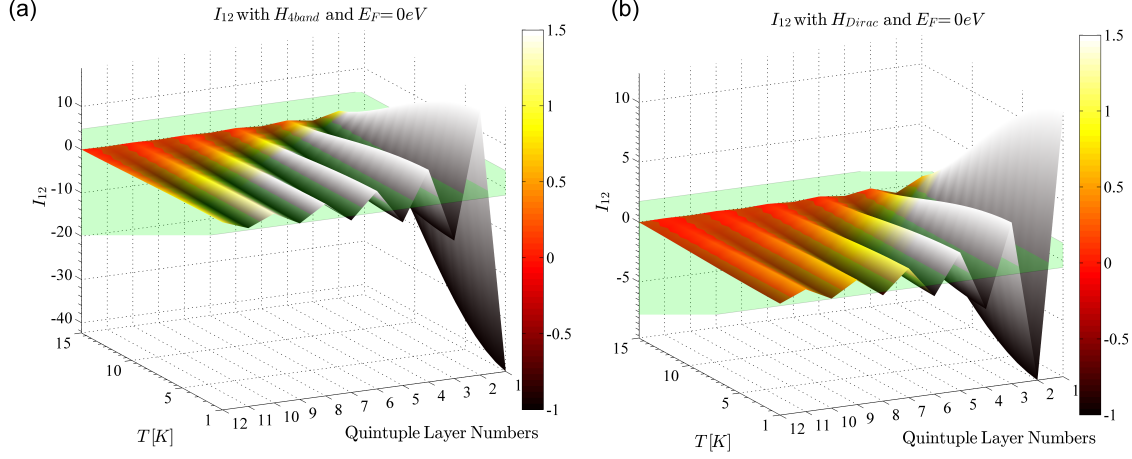 (a)
I12 with H4band and EF=0eV
1.5
1
0.5
0
-0.5
-1
I12
10
0
-10
-20
-30
-40
15
10
5
1
T[K]
12 11 10 9 8 7 6 5 4 3 2 1
Quintuple Layer Numbers
(b)
I12 with HDirac and EF=0eV
1.5
1
0.5
0
-0.5
-1
I12
10
5
0
-5
15
10
5
1
T[K]
12 11 10 9 8 7 6 5 4 3 2 1
Quintuple Layer Numbers